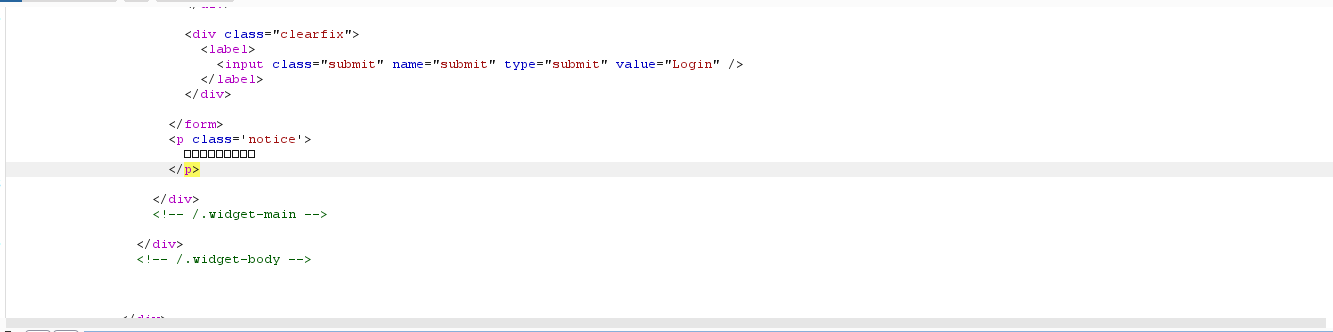 <div class="clearfix">
<label>
<input class="submit" name="submit" type="submit" value="Login" />
</label>
</div>
</form>
<p class='notice'>
□□□□□□□□□
</p>
</div>
<!-- /.widget-main -->
</div>
<!-- /.widget-body -->